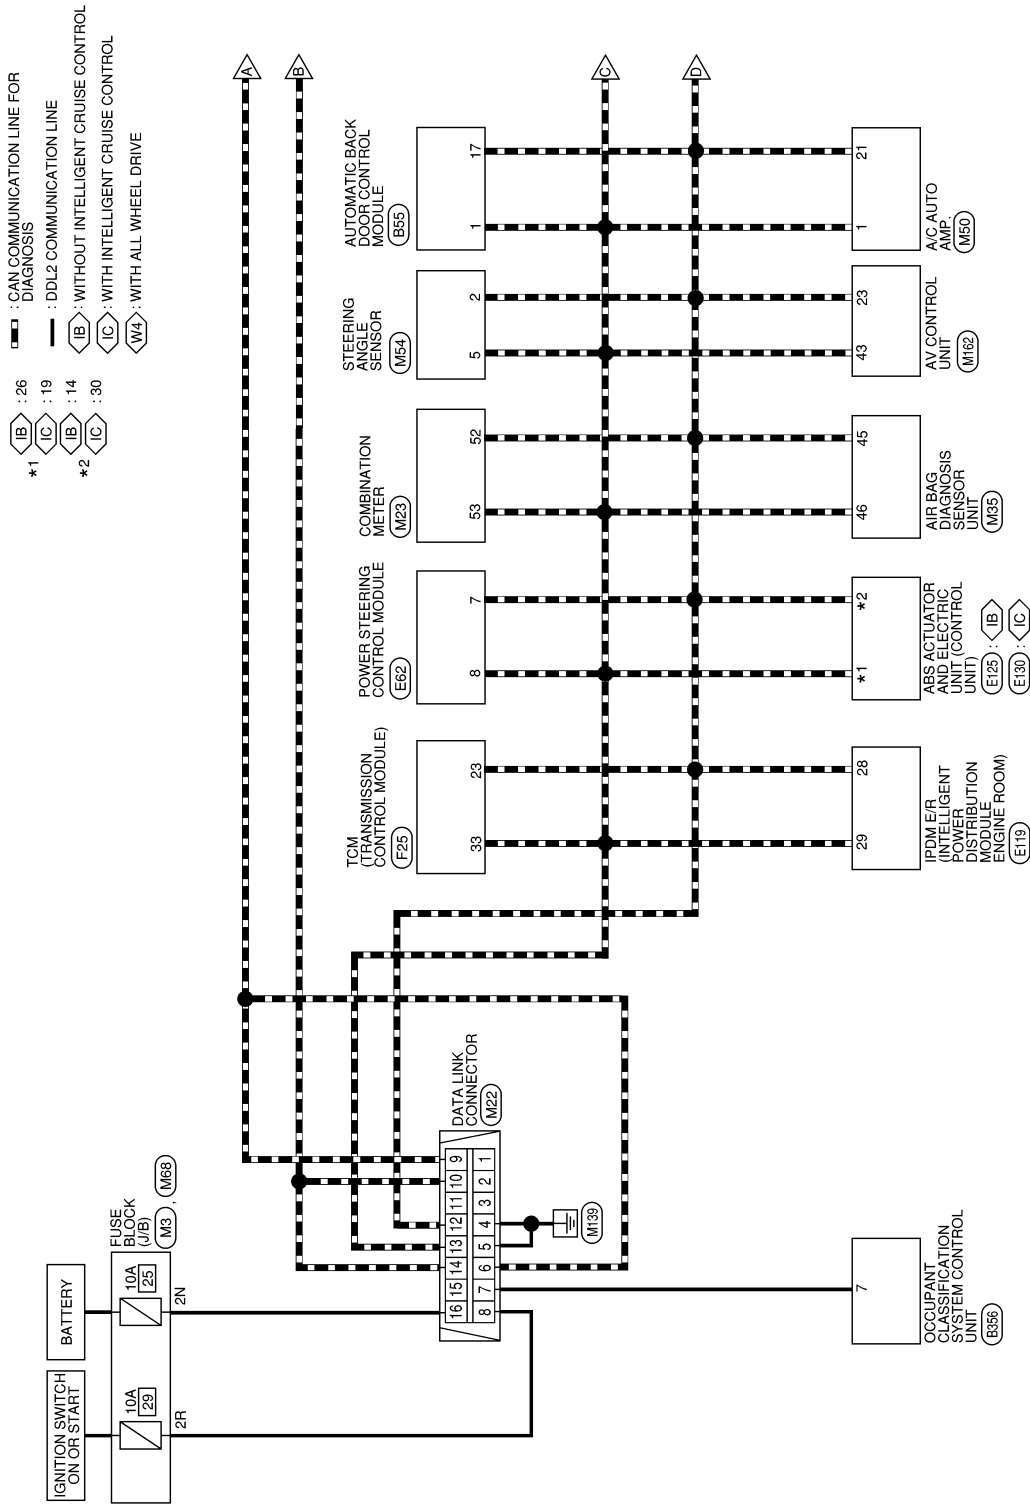 IGNITION SWITCH
ON OR START
BATTERY
FUSE
BLOCK
(J/B)
M3 , M68
10A
29
10A
25
2R
2N
DATA LINK
CONNECTOR
M22
16 15 14 13 12 11 10 9
8 7 6 5 4 3 2 1
M139
7
OCCUPANT
CLASSIFICATION
SYSTEM CONTROL
UNIT
B356
TCM
(TRANSMISSION
CONTROL MODULE)
F25
33 23
POWER STEERING
CONTROL MODULE
E62
8 7
COMBINATION
METER
M23
53 52
STEERING
ANGLE
SENSOR
M54
5 2
AUTOMATIC BACK
DOOR CONTROL
MODULE
B55
1 17
A
B
C
D
29 28
IPDM E/R
(INTELLIGENT
POWER
DISTRIBUTION
MODULE
ENGINE ROOM)
E119
*1 *2
ABS ACTUATOR
AND ELECTRIC
UNIT (CONTROL
UNIT)
E125 : IB
E130 : IC
46 45
AIR BAG
DIAGNOSIS
SENSOR
UNIT
M35
43 23
AV CONTROL
UNIT
M162
1 21
A/C AUTO
AMP.
M50
*1 IB : 26
IC : 19
*2 IB : 14
IC : 30
: CAN COMMUNICATION LINE FOR
DIAGNOSIS
: DDL2 COMMUNICATION LINE
IB : WITHOUT INTELLIGENT CRUISE CONTROL
IC : WITH INTELLIGENT CRUISE CONTROL
W4 : WITH ALL WHEEL DRIVE